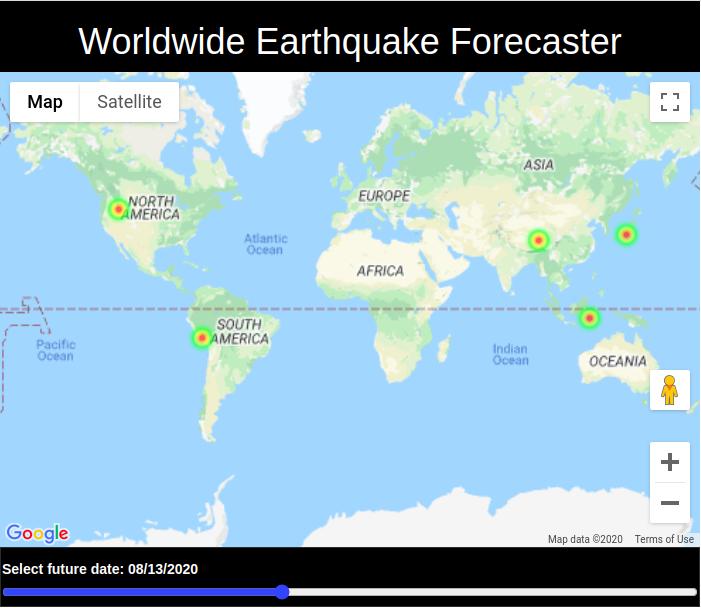 Worldwide Earthquake Forecaster
Map Satellite
ASIA
NORTH
AMERICA
EUROPE
Atlantic
Ocean
AFRICA
SOUTH
AMERICA
Pacific
Ocean
Indian
Ocean
OCEANIA
Google
Map data ©2020 Terms of Use
Select future date: 08/13/2020